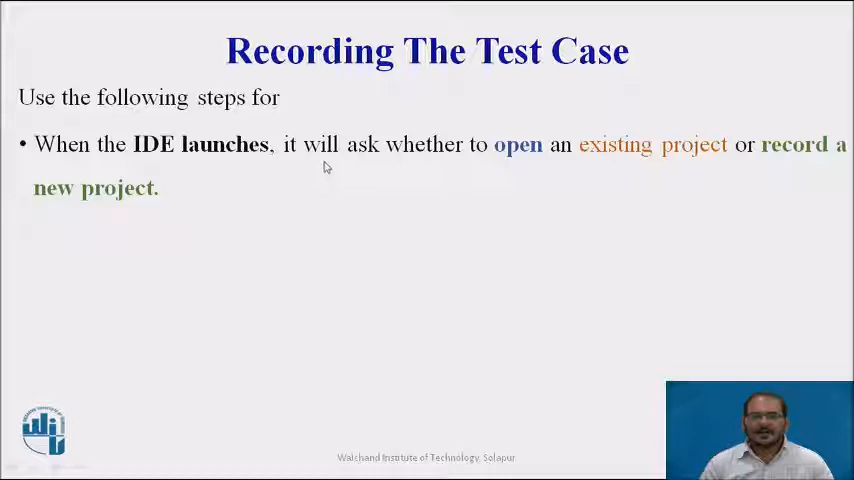 Recording The Test Case
Use the following steps for
• When the IDE launches, it will ask whether to open an existing project or record a
new project.
Walchand Institute of Technology, Solapur